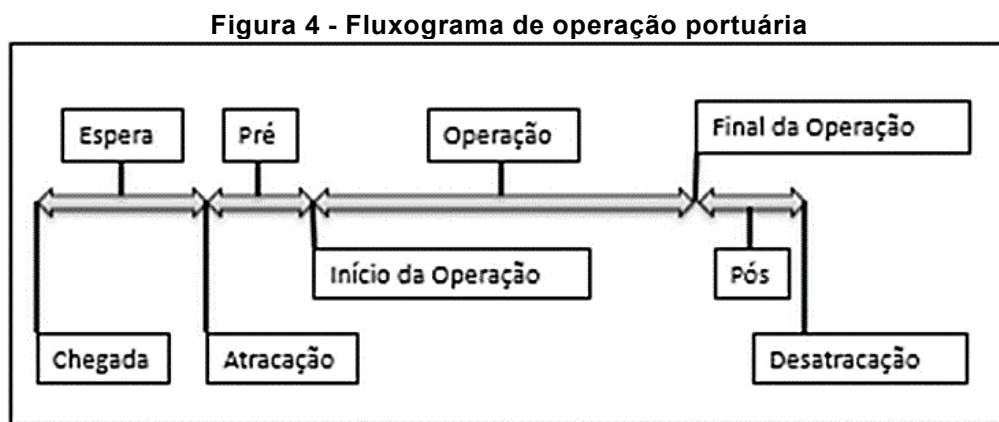 Figura 4 - Fluxograma de operação portuária
Espera
Pré
Operação
Final da Operação
Início da Operação
Pós
Chegada
Atracação
Desatracação